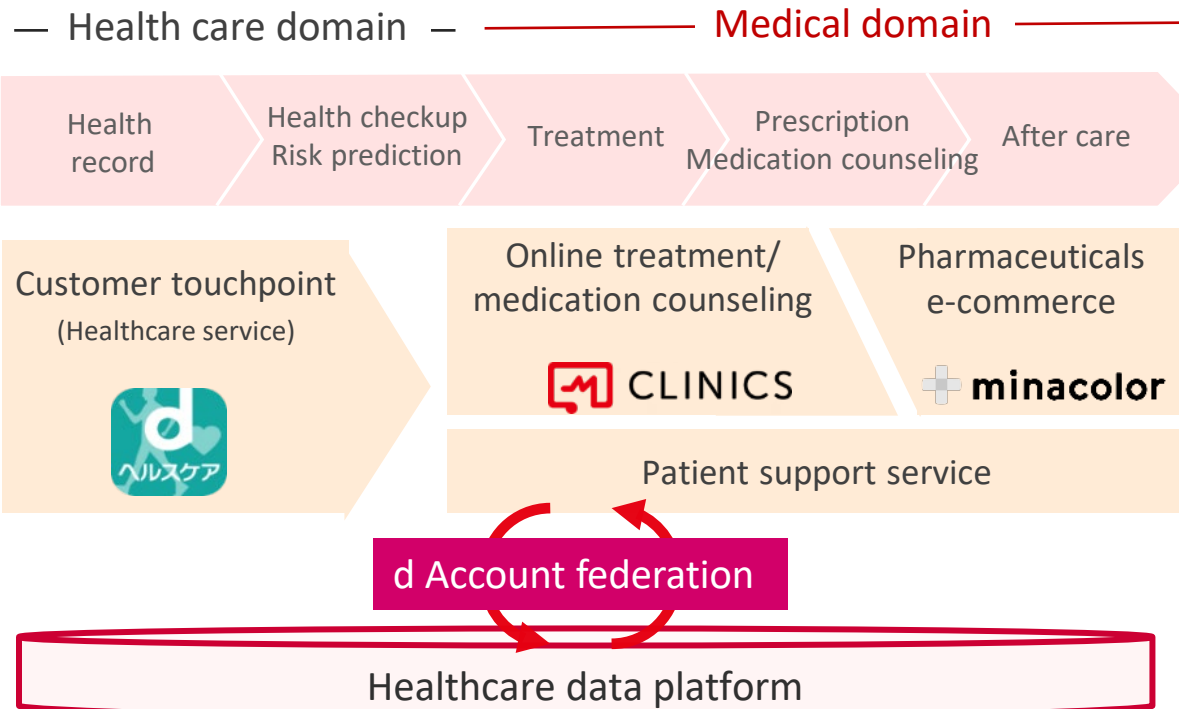 Health care domain
Medical domain
Health
record
Health checkup
Risk prediction
Treatment
Prescription
Medication counseling
After care
Customer touchpoint
(Healthcare service)
d
ヘルスケア
Online treatment/
medication counseling
CLINICS
Pharmaceuticals
e-commerce
minacolor
Patient support service
d Account federation
Healthcare data platform